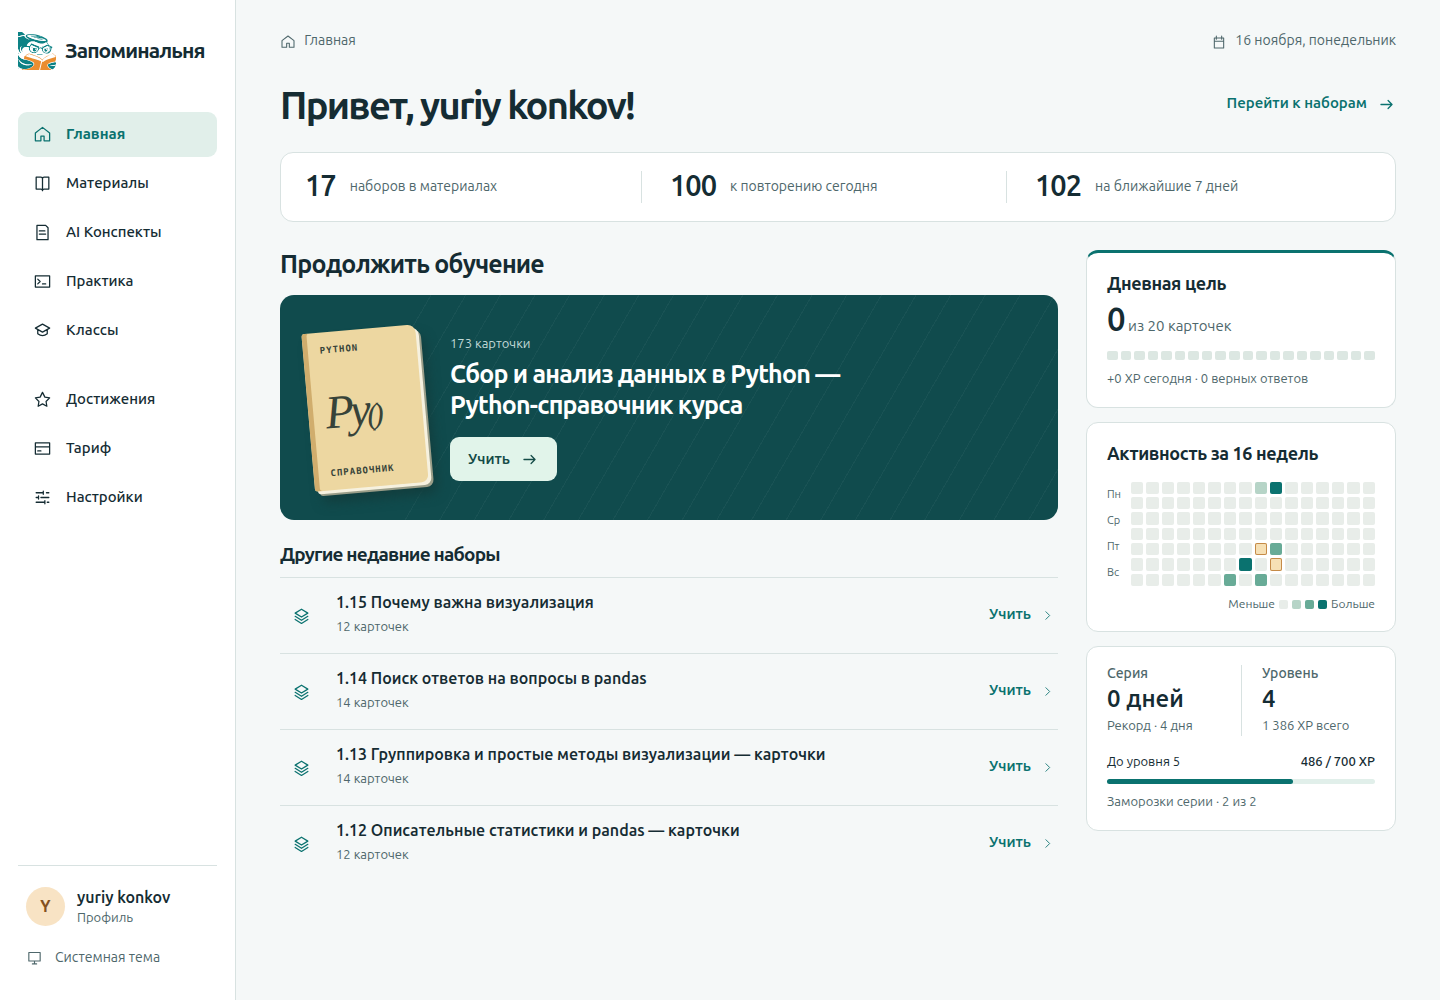 Запоминальня
Главная
Материалы
AI Конспекты
Практика
Классы
Достижения
Тариф
Настройки
Y
yuriy konkov
Профиль
Системная тема
Главная
16 ноября, понедельник
Привет, yuriy konkov!
Перейти к наборам
17 наборов в материалах
100 к повторению сегодня
102 на ближайшие 7 дней
Продолжить обучение
PYTHON
Py()
СПРАВОЧНИК
173 карточки
Сбор и анализ данных в Python —
Python-справочник курса
Учить
Другие недавние наборы
1.15 Почему важна визуализация
12 карточек
Учить
1.14 Поиск ответов на вопросы в pandas
14 карточек
Учить
1.13 Группировка и простые методы визуализации — карточки
14 карточек
Учить
1.12 Описательные статистики и pandas — карточки
12 карточек
Учить
Дневная цель
0 из 20 карточек
+0 XP сегодня · 0 верных ответов
Активность за 16 недель
Пн
Ср
Пт
Вс
Меньше Больше
Серия
0 дней
Рекорд · 4 дня
Уровень
4
1 386 XP всего
До уровня 5 486 / 700 XP
Заморозки серии · 2 из 2